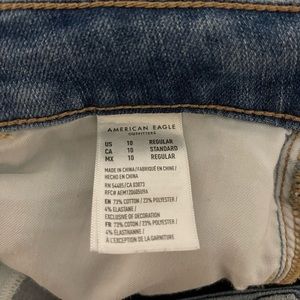 AMERICAN EAGLE
OUTFITTERS
US 10 REGULAR
CA 10 STANDARD
MX 10 REGULAR
MADE IN CHINA / FABRIQUÉ EN CHINE /
HECHO EN CHINA
RN 54485 / CA 03073
EN: 73% COTTON / 23% POLYESTER /
4% ELASTANE /
EXCLUSIVE OF DECORATION
FR: 73% COTON / 23% POLYESTER /
4% ÉLASTHANNE /
À L'EXCEPTION DE LA GARNITURE